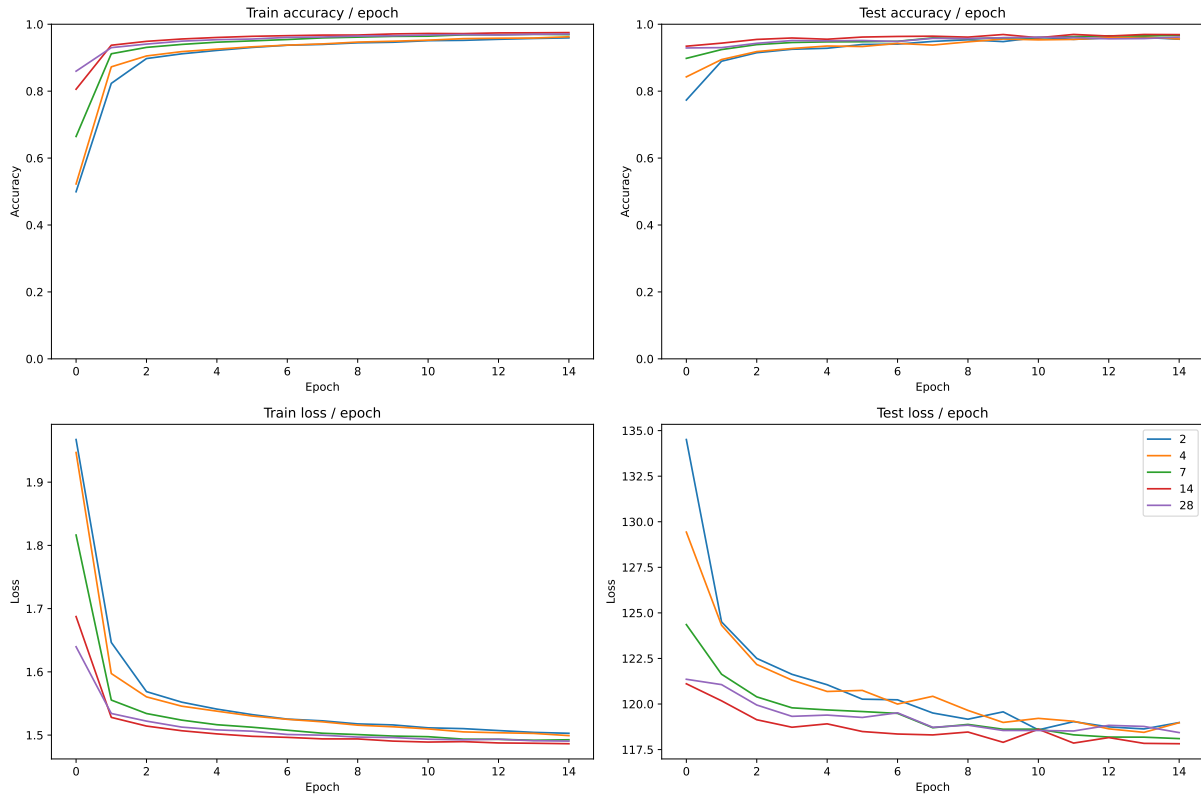 Train accuracy / epoch
1.0
0.8
0.6
0.4
0.2
0.0
Accuracy
0 2 4 6 8 10 12 14
Epoch
Test accuracy / epoch
1.0
0.8
0.6
0.4
0.2
0.0
Accuracy
0 2 4 6 8 10 12 14
Epoch
Train loss / epoch
1.9
1.8
1.7
1.6
1.5
Loss
0 2 4 6 8 10 12 14
Epoch
Test loss / epoch
135.0
132.5
130.0
127.5
125.0
122.5
120.0
117.5
Loss
0 2 4 6 8 10 12 14
Epoch
2
4
7
14
28